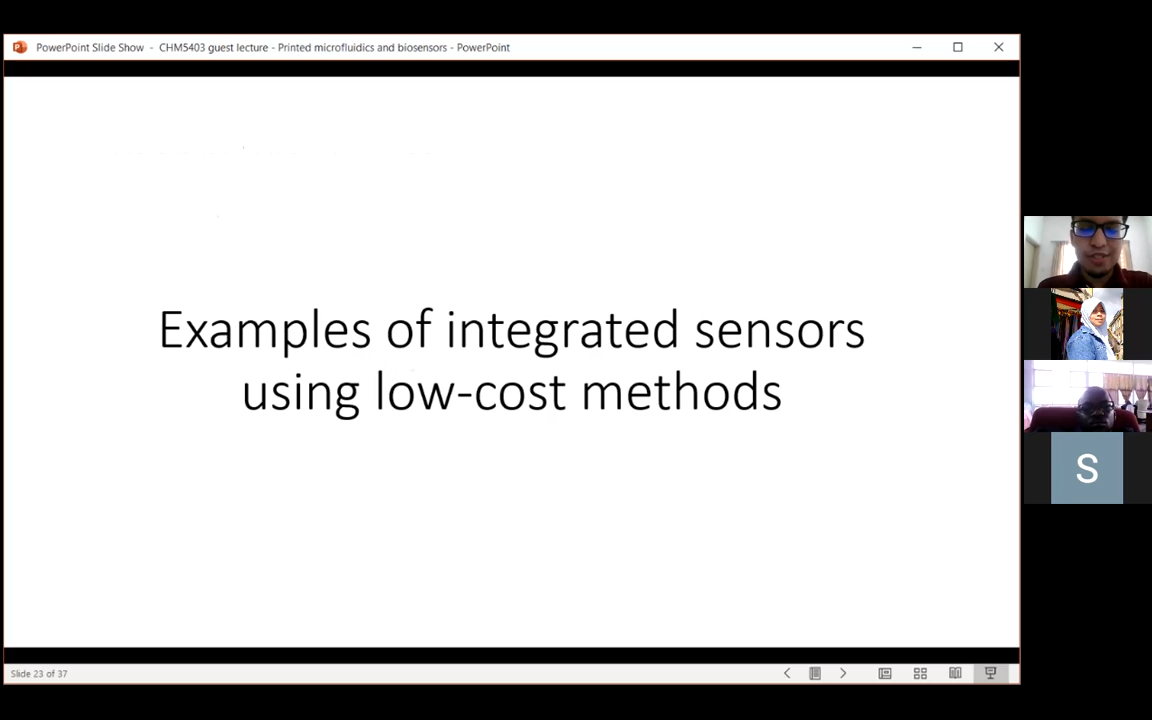 PowerPoint Slide Show - CHM5403 guest lecture - Printed microfluidics and biosensors - PowerPoint
Examples of integrated sensors
using low-cost methods
S
Slide 23 of 37